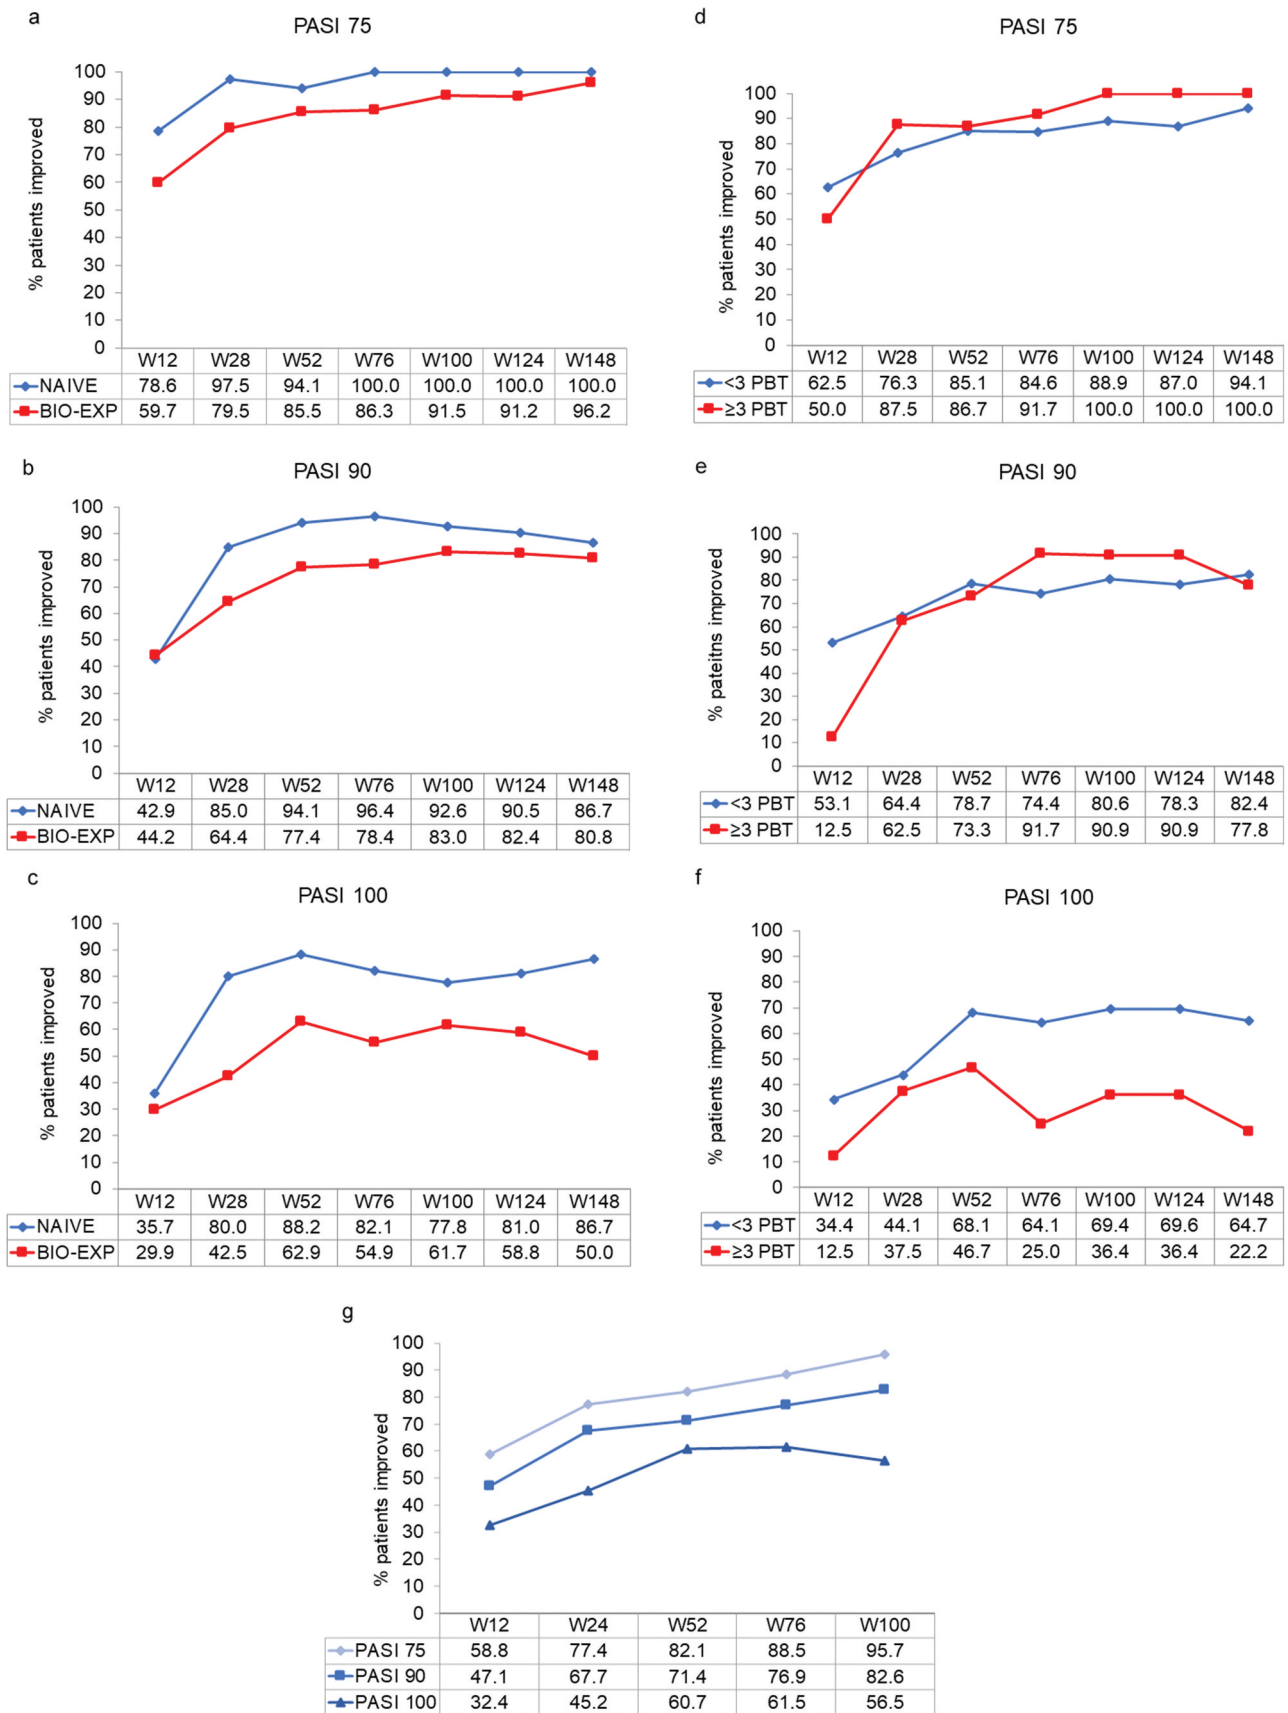 a
PASI 75
100
90
80
70
60
50
40
30
20
10
0
% patients improved
W12 W28 W52 W76 W100 W124 W148
NAIVE 78.6 97.5 94.1 100.0 100.0 100.0 100.0
BIO-EXP 59.7 79.5 85.5 86.3 91.5 91.2 96.2
b
PASI 90
100
90
80
70
60
50
40
30
20
10
0
% patients improved
W12 W28 W52 W76 W100 W124 W148
NAIVE 42.9 85.0 94.1 96.4 92.6 90.5 86.7
BIO-EXP 44.2 64.4 77.4 78.4 83.0 82.4 80.8
c
PASI 100
100
90
80
70
60
50
40
30
20
10
0
% patients improved
W12 W28 W52 W76 W100 W124 W148
NAIVE 35.7 80.0 88.2 82.1 77.8 81.0 86.7
BIO-EXP 29.9 42.5 62.9 54.9 61.7 58.8 50.0
d
PASI 75
100
90
80
70
60
50
40
30
20
10
0
% patients improved
W12 W28 W52 W76 W100 W124 W148
<3 PBT 62.5 76.3 85.1 84.6 88.9 87.0 94.1
≥3 PBT 50.0 87.5 86.7 91.7 100.0 100.0 100.0
e
PASI 90
100
90
80
70
60
50
40
30
20
10
0
% pateitns improved
W12 W28 W52 W76 W100 W124 W148
<3 PBT 53.1 64.4 78.7 74.4 80.6 78.3 82.4
≥3 PBT 12.5 62.5 73.3 91.7 90.9 90.9 77.8
f
PASI 100
100
90
80
70
60
50
40
30
20
10
0
% patients improved
W12 W28 W52 W76 W100 W124 W148
<3 PBT 34.4 44.1 68.1 64.1 69.4 69.6 64.7
≥3 PBT 12.5 37.5 46.7 25.0 36.4 36.4 22.2
g
100
90
80
70
60
50
40
30
20
10
0
% patients improved
W12 W24 W52 W76 W100
PASI 75 58.8 77.4 82.1 88.5 95.7
PASI 90 47.1 67.7 71.4 76.9 82.6
PASI 100 32.4 45.2 60.7 61.5 56.5